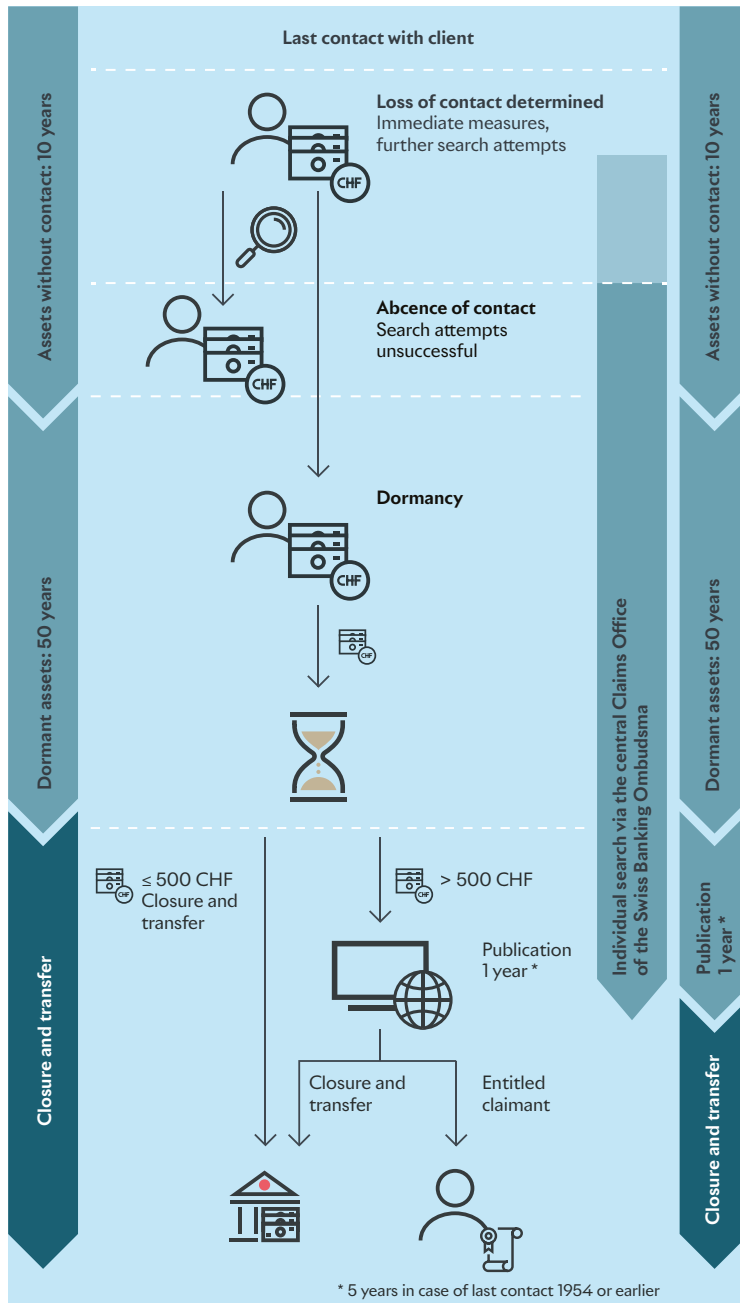 Last contact with client
Assets without contact: 10 years
Loss of contact determined
Immediate measures,
further search attempts
CHF
Assets without contact: 10 years
Absence of contact
Search attempts
unsuccessful
CHF
Dormant assets: 50 years
Dormancy
CHF
CHF
Individual search via the central Claims Office
of the Swiss Banking Ombudsma
Dormant assets: 50 years
CHF
≤ 500 CHF
Closure and
transfer
CHF
> 500 CHF
Publication
1 year *
Publication
1 year *
Closure and transfer
Closure and
transfer
Entitled
claimant
Closure and transfer
* 5 years in case of last contact 1954 or earlier